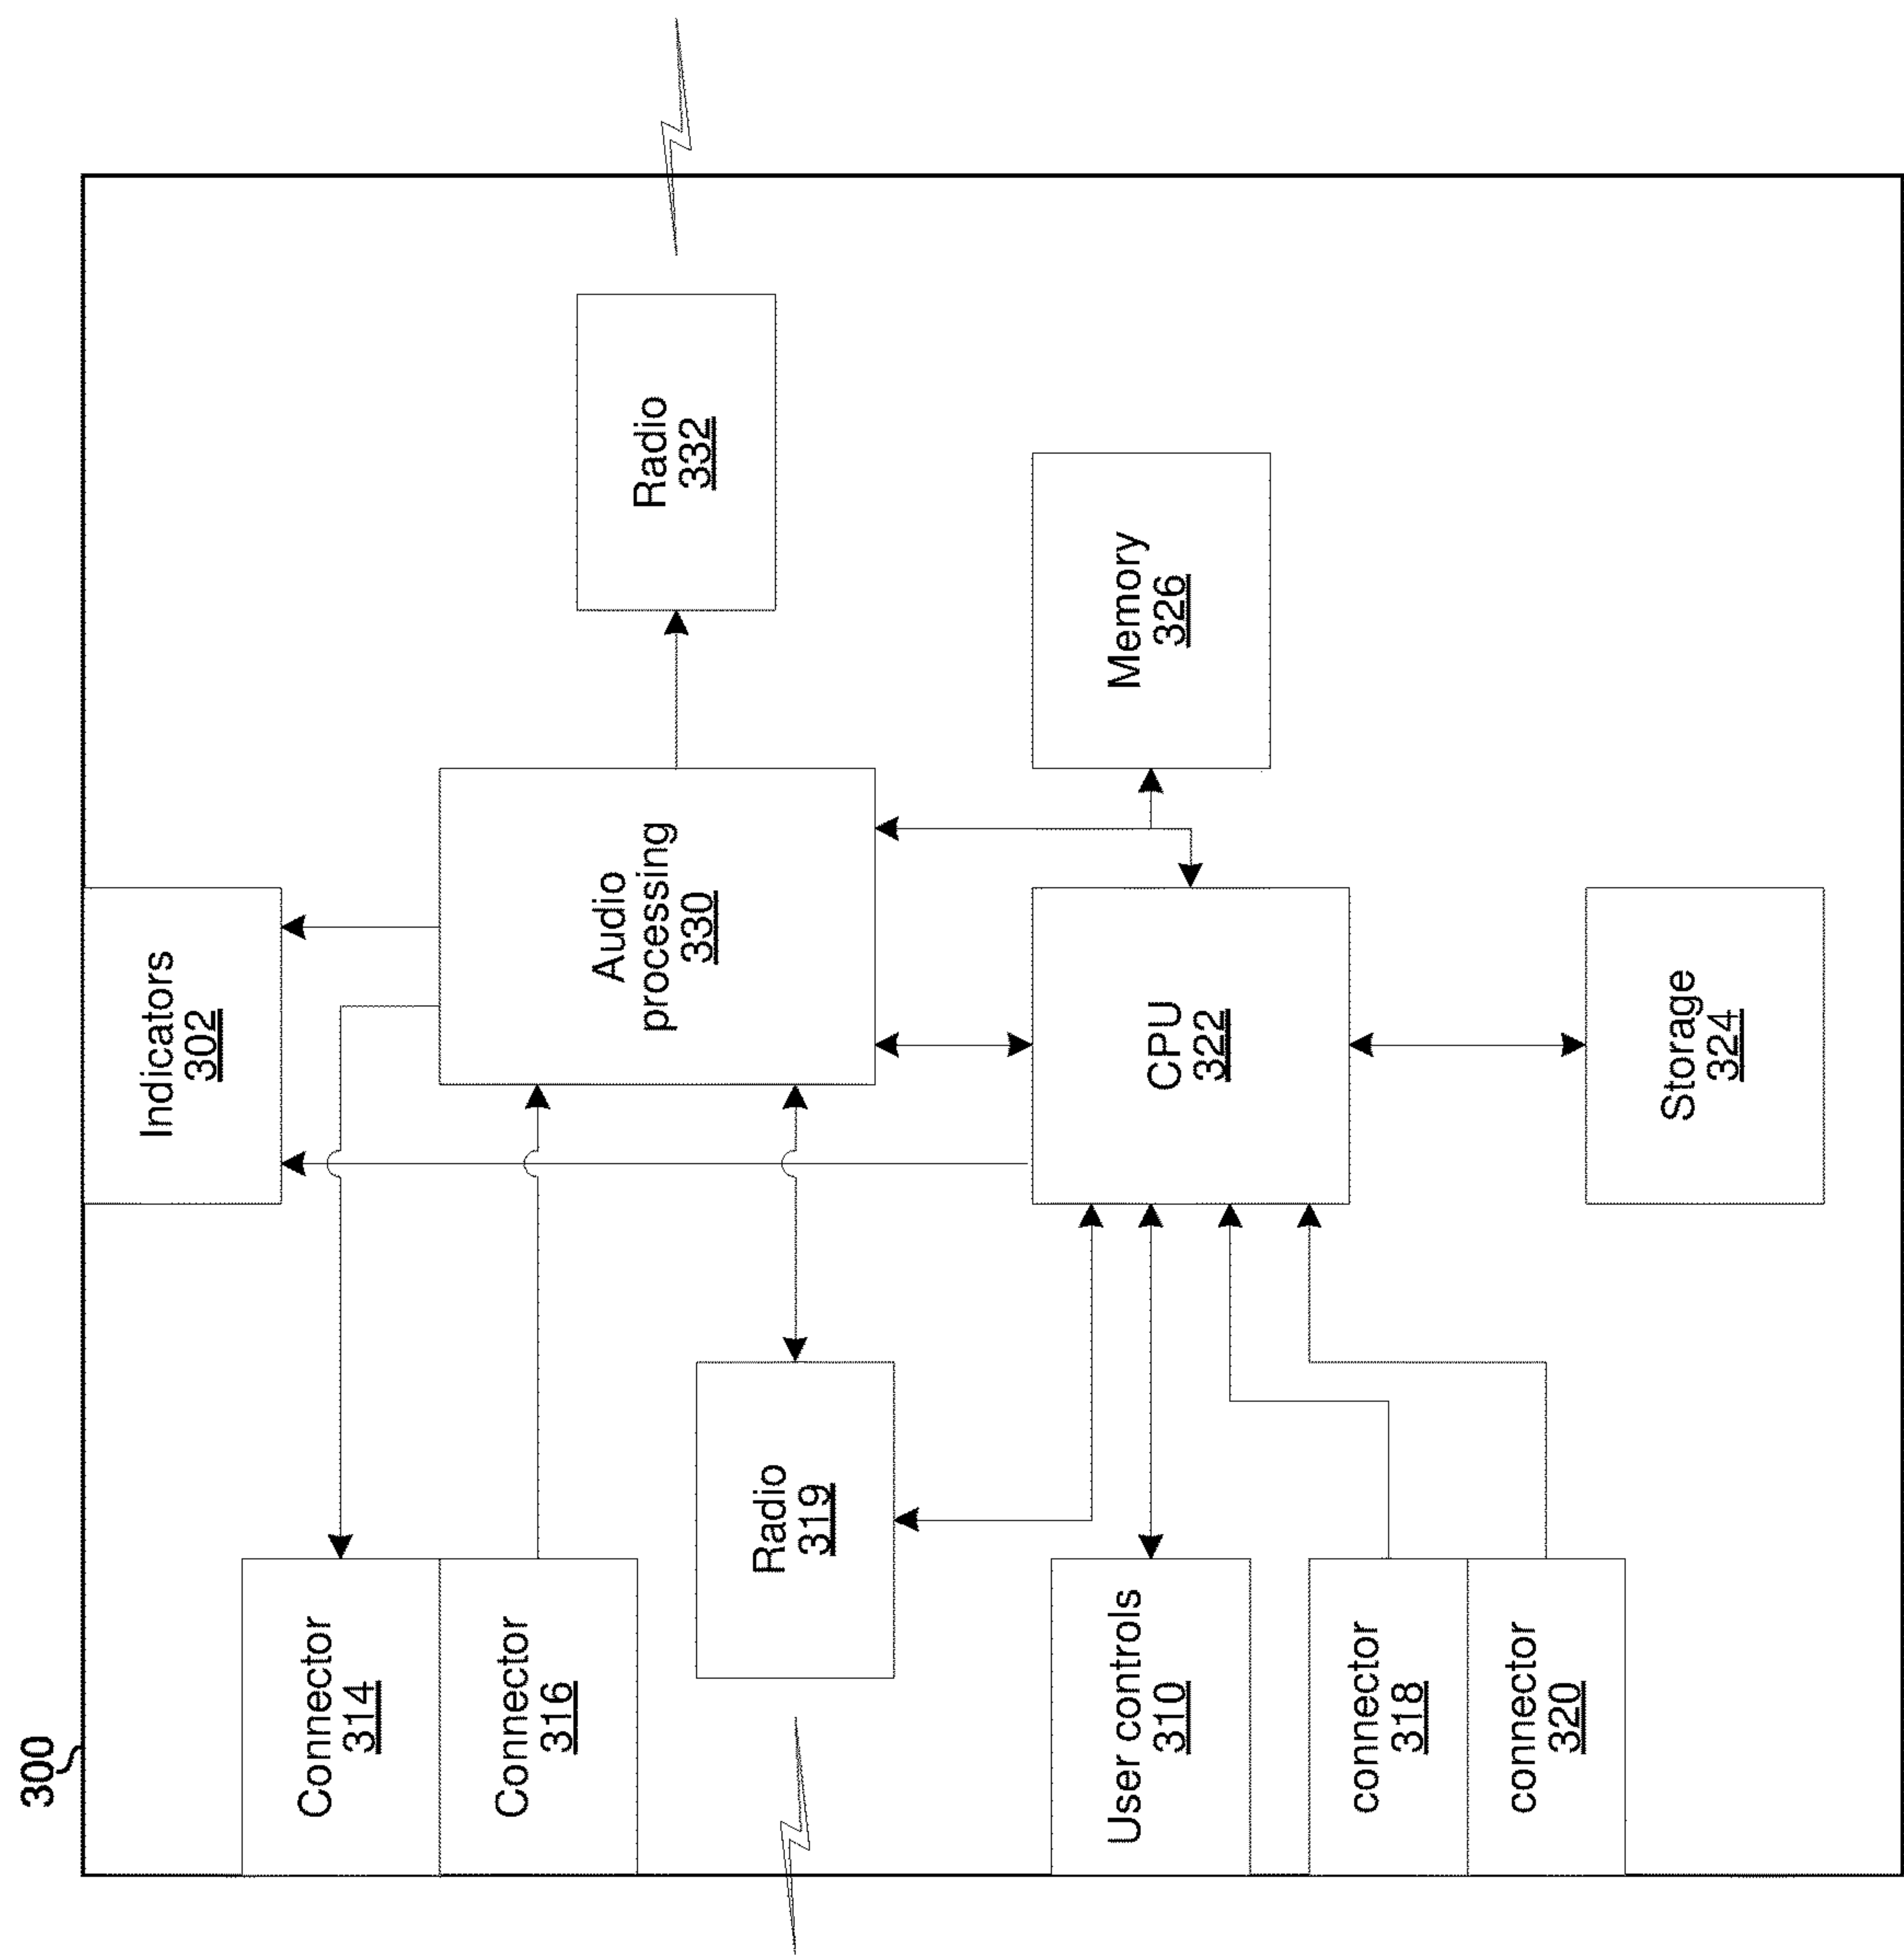 300
Indicators
302
Connector
314
Connector
316
Audio
processing
330
Radio
332
Radio
319
User controls
310
CPU
322
Memory
326
connector
318
connector
320
Storage
324